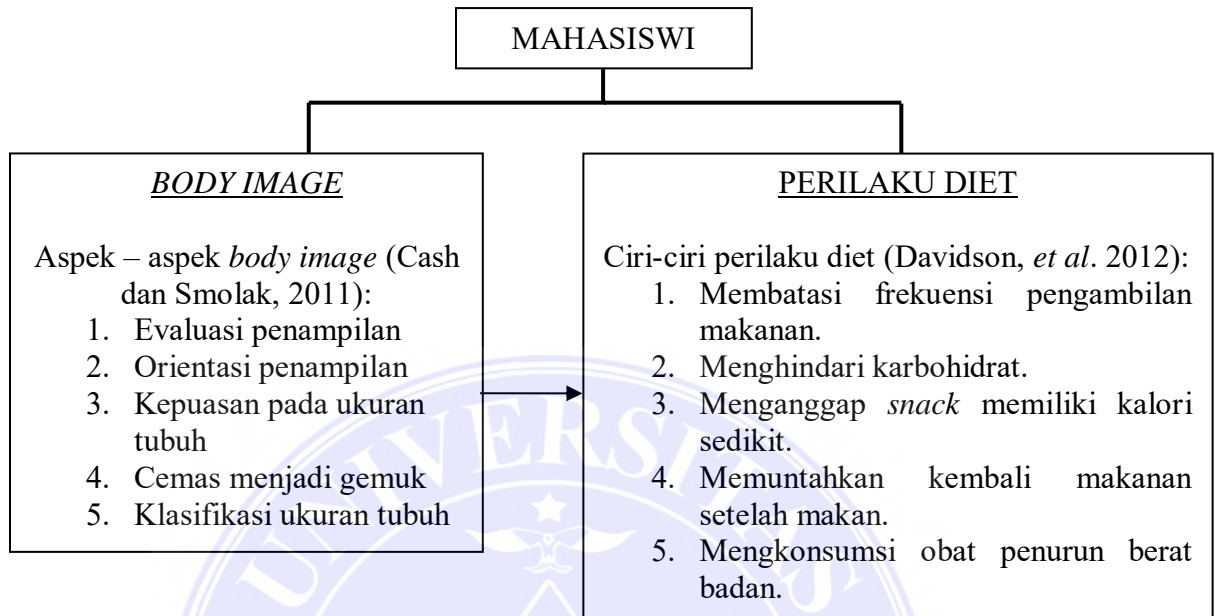 MAHASISWI
BODY IMAGE
Aspek – aspek body image (Cash
dan Smolak, 2011):
1. Evaluasi penampilan
2. Orientasi penampilan
3. Kepuasan pada ukuran
tubuh
4. Cemas menjadi gemuk
5. Klasifikasi ukuran tubuh
PERILAKU DIET
Ciri-ciri perilaku diet (Davidson, et al. 2012):
1. Membatasi frekuensi pengambilan
makanan.
2. Menghindari karbohidrat.
3. Menganggap snack memiliki kalori
sedikit.
4. Memuntahkan kembali makanan
setelah makan.
5. Mengkonsumsi obat penurun berat
badan.
UNIVERSITAS